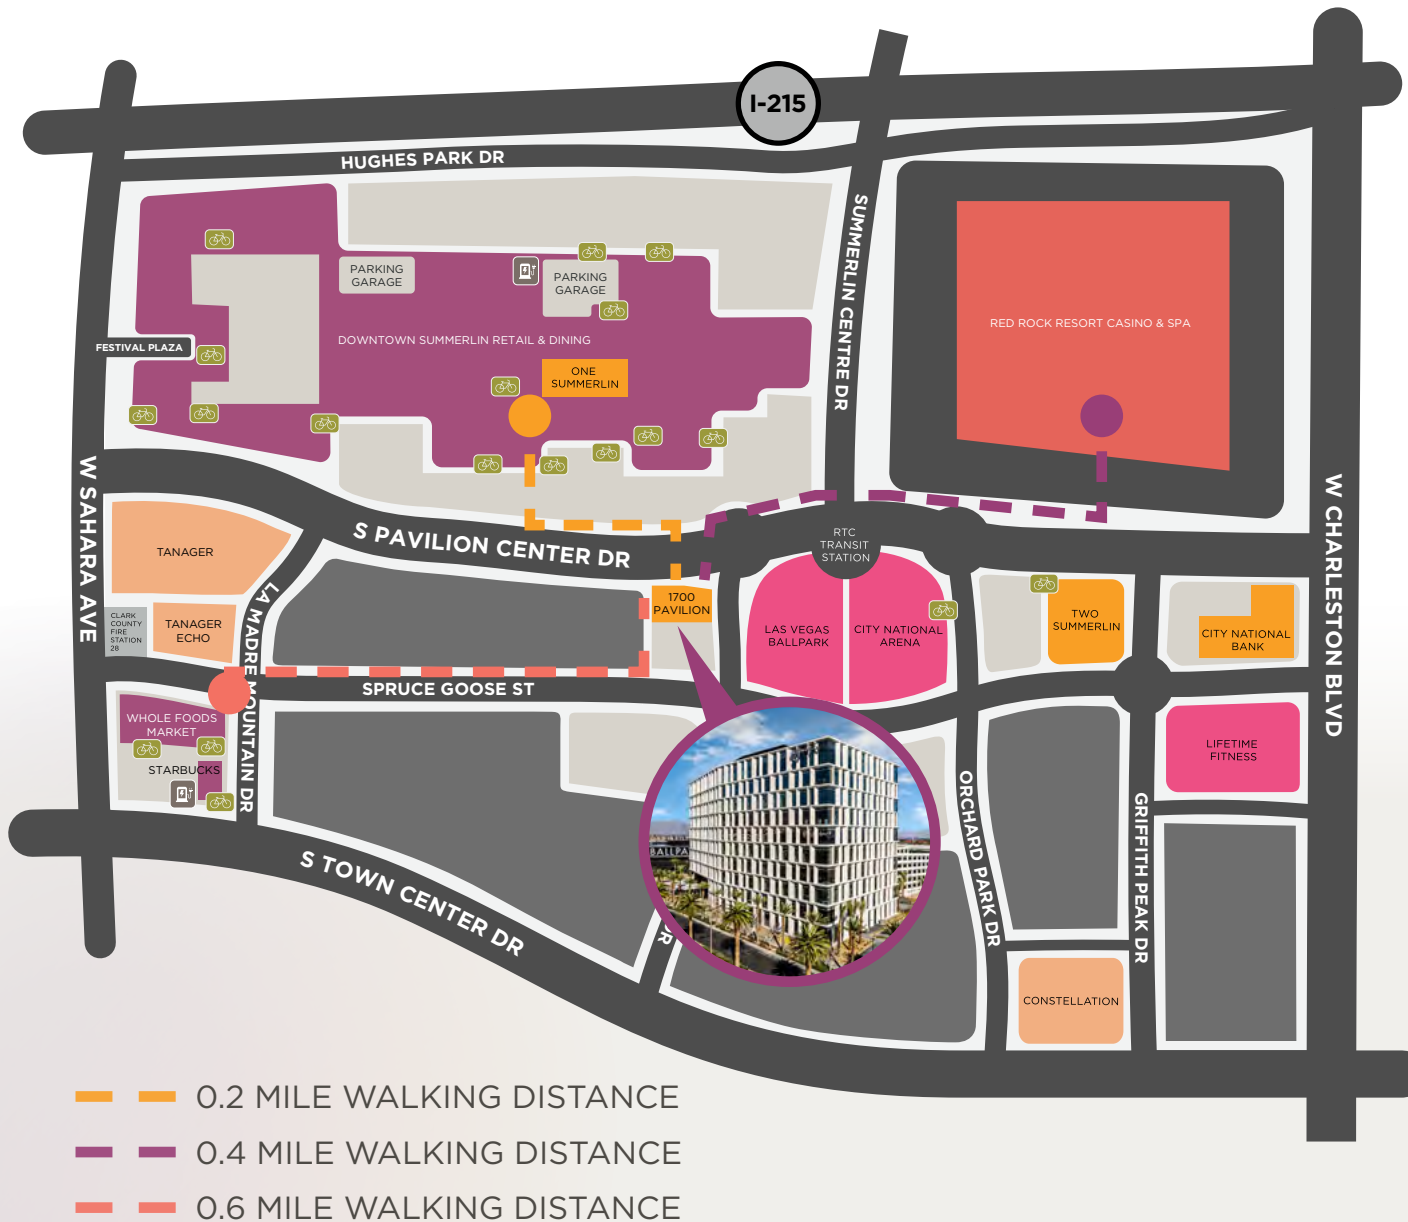 I-215
HUGHES PARK DR
SUMMERLIN CENTRE DR
PARKING
GARAGE
PARKING
GARAGE
RED ROCK RESORT CASINO & SPA
FESTIVAL PLAZA
DOWNTOWN SUMMERLIN RETAIL & DINING
ONE
SUMMERLIN
W SAHARA AVE
W CHARLESTON BLVD
S PAVILION CENTER DR
RTC
TRANSIT
STATION
TANAGER
LA MADRE MOUNTAIN DR
CLARK
COUNTY
FIRE
STATION
28
TANAGER
ECHO
1700
PAVILION
LAS VEGAS
BALLPARK
CITY NATIONAL
ARENA
TWO
SUMMERLIN
CITY NATIONAL
BANK
SPRUCE GOOSE ST
WHOLE FOODS
MARKET
STARBUCKS
LIFETIME
FITNESS
ORCHARD PARK DR
GRIFFITH PEAK DR
S TOWN CENTER DR
DR
CONSTELLATION
0.2 MILE WALKING DISTANCE
0.4 MILE WALKING DISTANCE
0.6 MILE WALKING DISTANCE